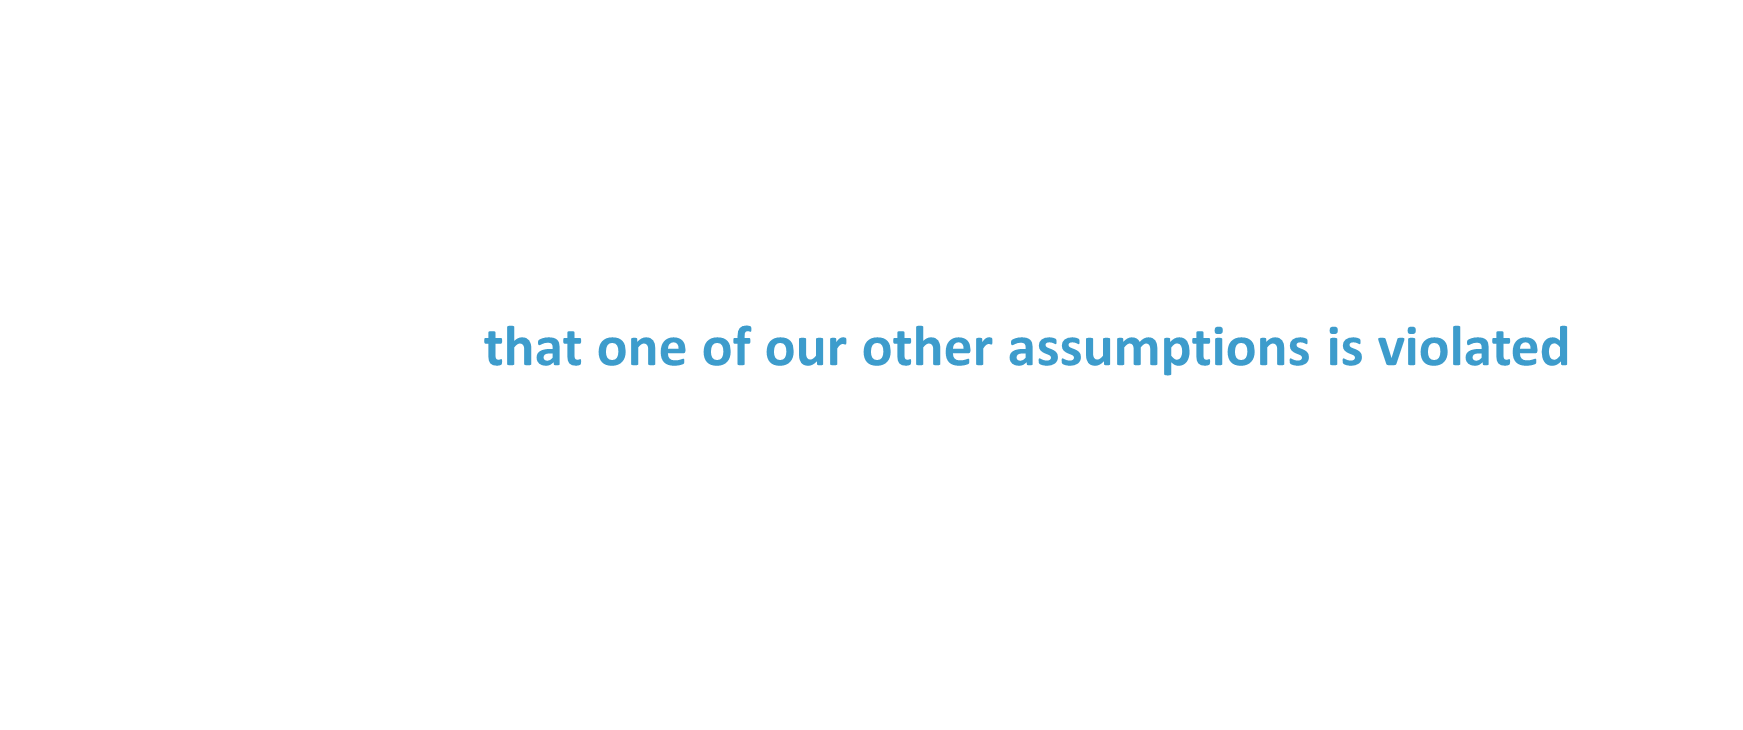 that one of our other assumptions is violated